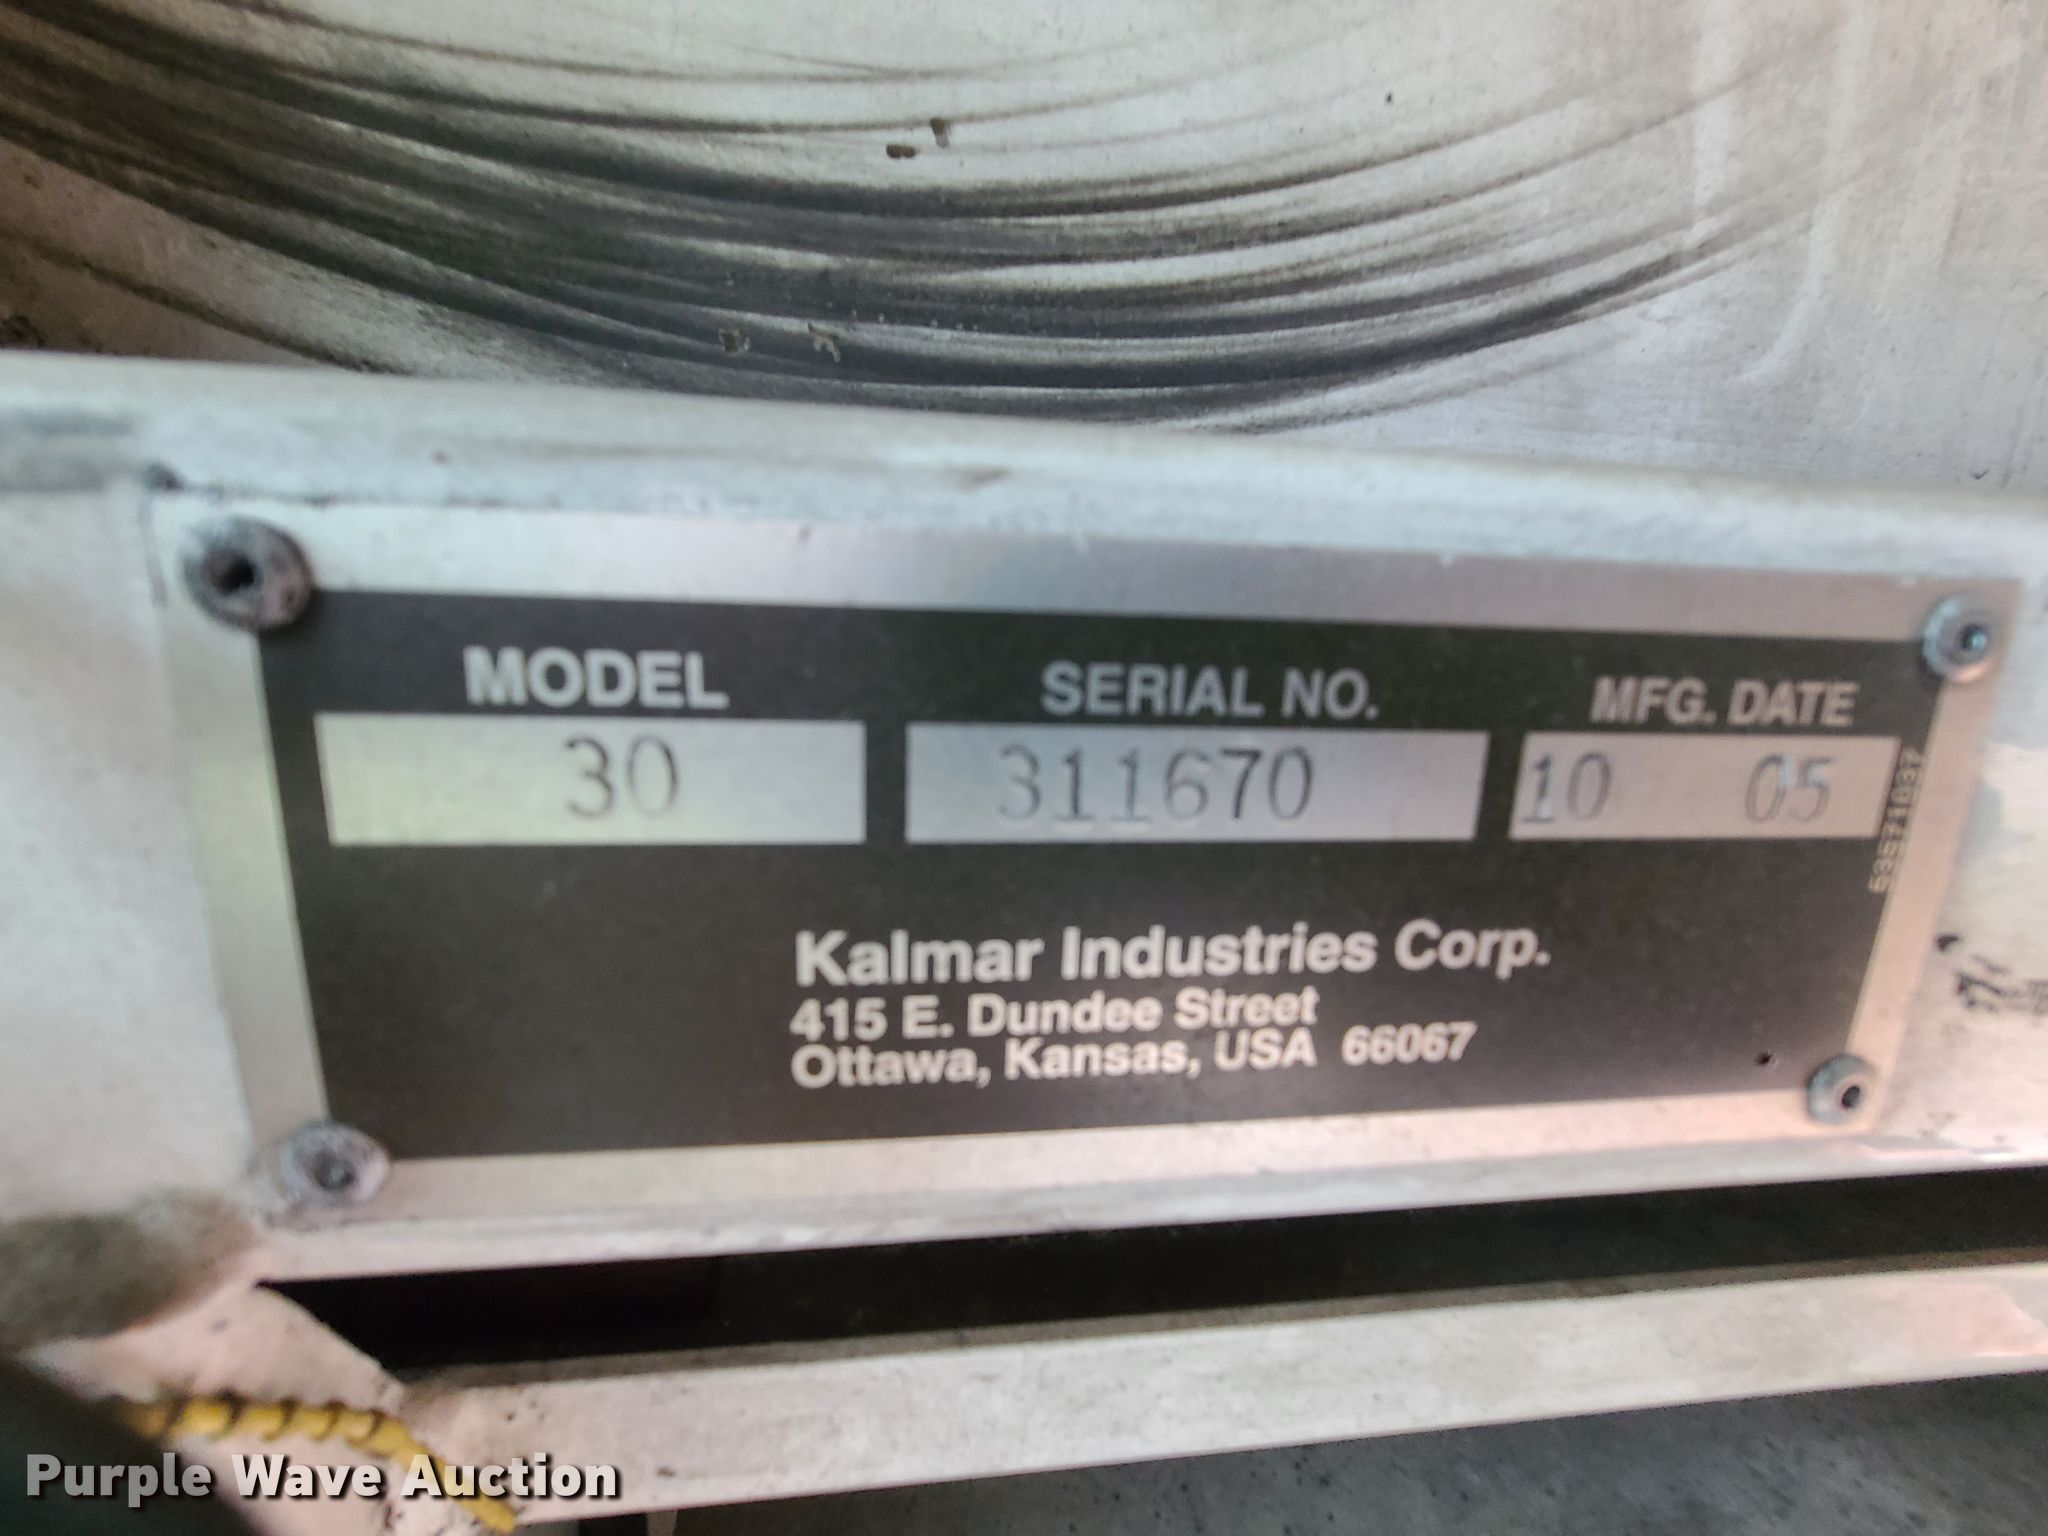 MODEL SERIAL NO. MFG. DATE
30 311670 10 05
53571037
Kalmar Industries Corp.
415 E. Dundee Street
Ottawa, Kansas, USA 66067
Purple Wave Auction